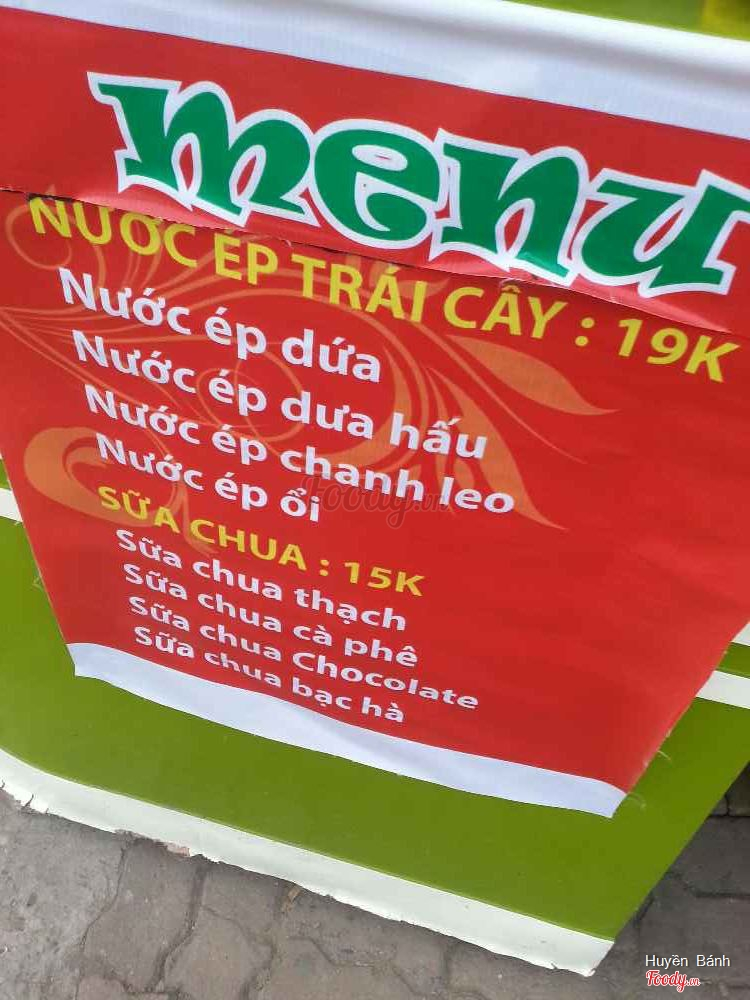 menu
NƯỚC ÉP TRÁI CÂY : 19K
Nước ép dứa
Nước ép dưa hấu
Nước ép chanh leo
Nước ép ổi
SỮA CHUA : 15K
Sữa chua thạch
Sữa chua cà phê
Sữa chua Chocolate
Sữa chua bạc hà
Foody.vn
Huyền Bánh
Foody.vn